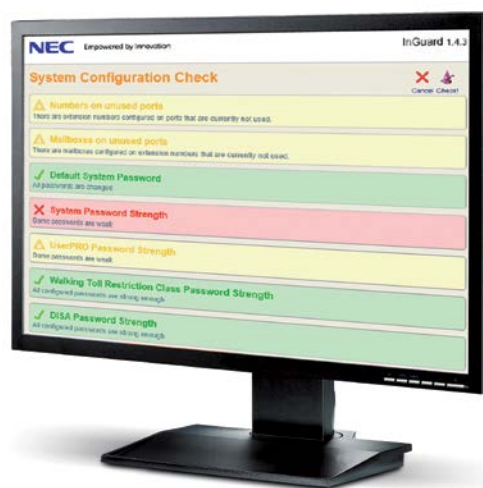 NEC Empowered by Innovation
InGuard 1.4.3
System Configuration Check
Cancel Check!
Numbers on unused ports
There are extension numbers configured on ports that are currently not used.
Mailboxes on unused ports
There are mailboxes configured on extension numbers that are currently not used.
Default System Password
All passwords are changed
System Password Strength
Some passwords are weak
UserPRO Password Strength
Some passwords are weak
Walking Toll Restriction Class Password Strength
All configured passwords are strong enough
DISA Password Strength
All configured passwords are strong enough